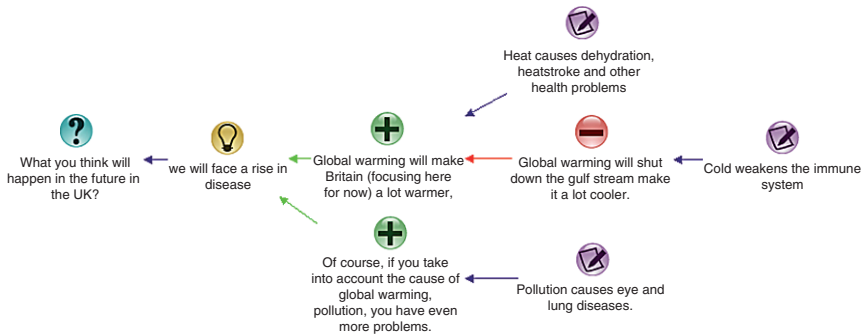 Heat causes dehydration,
heatstroke and other
health problems
What you think will
happen in the future in
the UK?
we will face a rise in
disease
Global warming will make
Britain (focusing here
for now) a lot warmer,
Global warming will shut
down the gulf stream make
it a lot cooler.
Cold weakens the immune
system
Of course, if you take
into account the cause of
global warming,
pollution, you have even
more problems.
Pollution causes eye and
lung diseases.